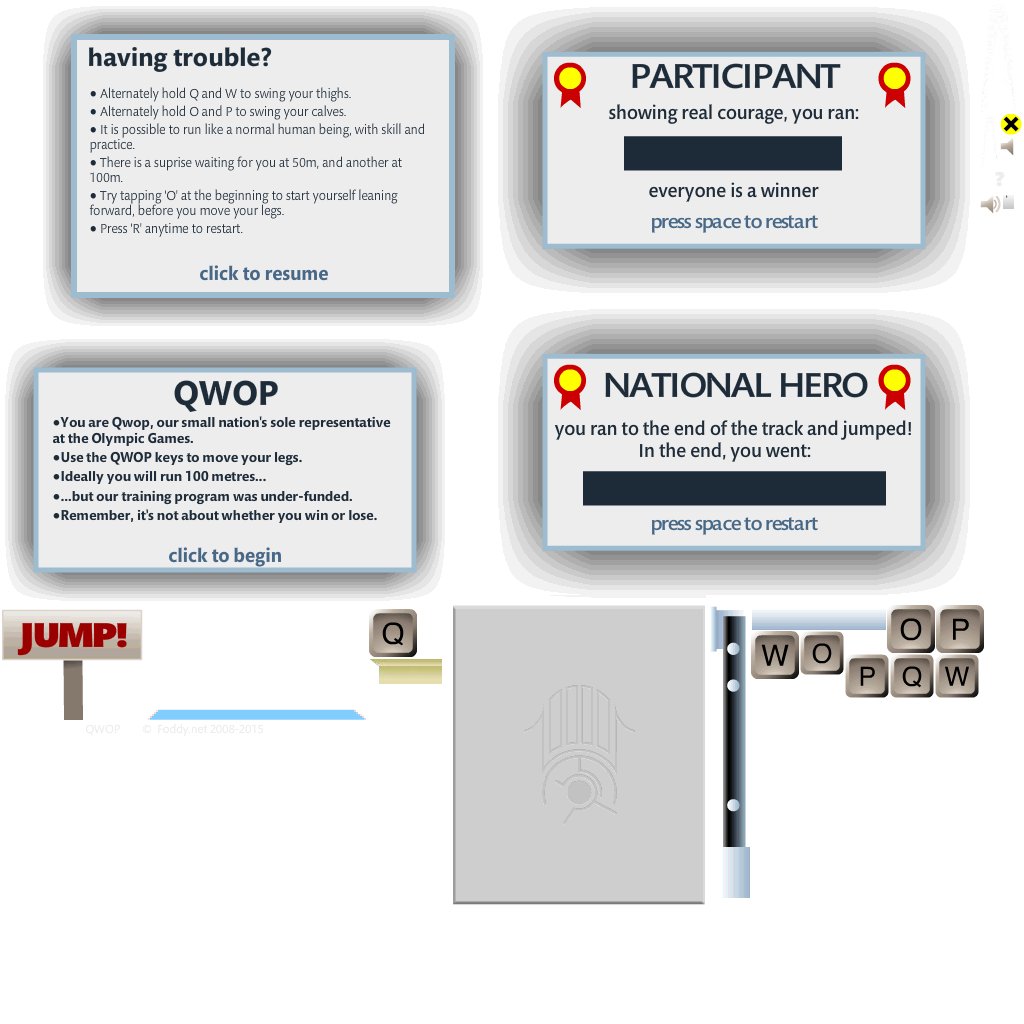 having trouble?
● Alternately hold Q and W to swing your thighs.
● Alternately hold O and P to swing your calves.
● It is possible to run like a normal human being, with skill and
practice.
● There is a suprise waiting for you at 50m, and another at
100m.
● Try tapping 'O' at the beginning to start yourself leaning
forward, before you move your legs.
● Press 'R' anytime to restart.
click to resume
PARTICIPANT
showing real courage, you ran:
everyone is a winner
press space to restart
?
QWOP
●You are Qwop, our small nation's sole representative
at the Olympic Games.
●Use the QWOP keys to move your legs.
●Ideally you will run 100 metres...
●...but our training program was under-funded.
●Remember, it's not about whether you win or lose.
click to begin
NATIONAL HERO
you ran to the end of the track and jumped!
In the end, you went:
press space to restart
JUMP!
Q
O P
W O
P Q W
QWOP © Foddy.net 2008-2015